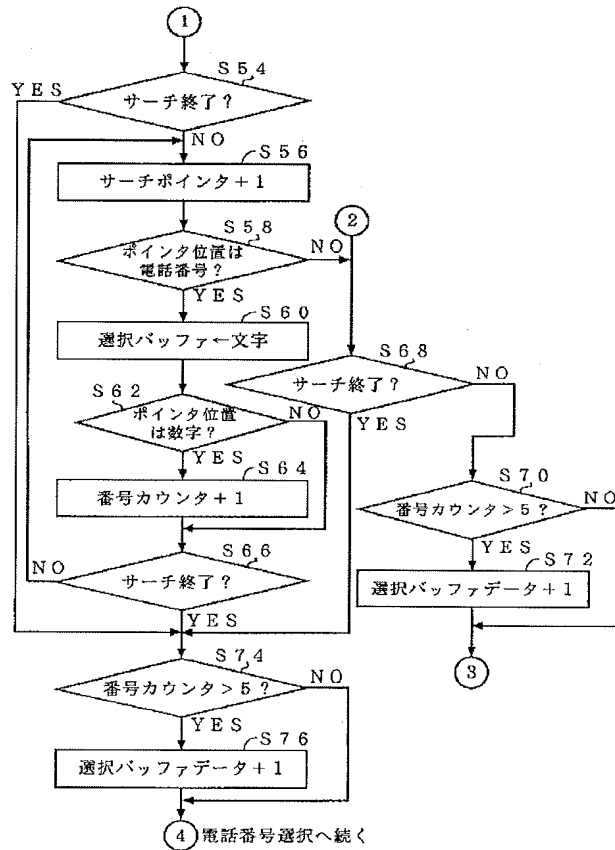 1
S54
YES
サーチ終了？
NO
S56
サーチポインタ＋1
2
S58
ポインタ位置は
電話番号？
NO
YES
S60
選択バッファ←文字
S68
サーチ終了？
NO
YES
S62
ポインタ位置
は数字？
NO
YES
S64
番号カウンタ＋1
S70
番号カウンタ＞5？
NO
YES
S66
NO
サーチ終了？
YES
S72
選択バッファデータ＋1
3
S74
番号カウンタ＞5？
NO
YES
S76
選択バッファデータ＋1
4 電話番号選択へ続く